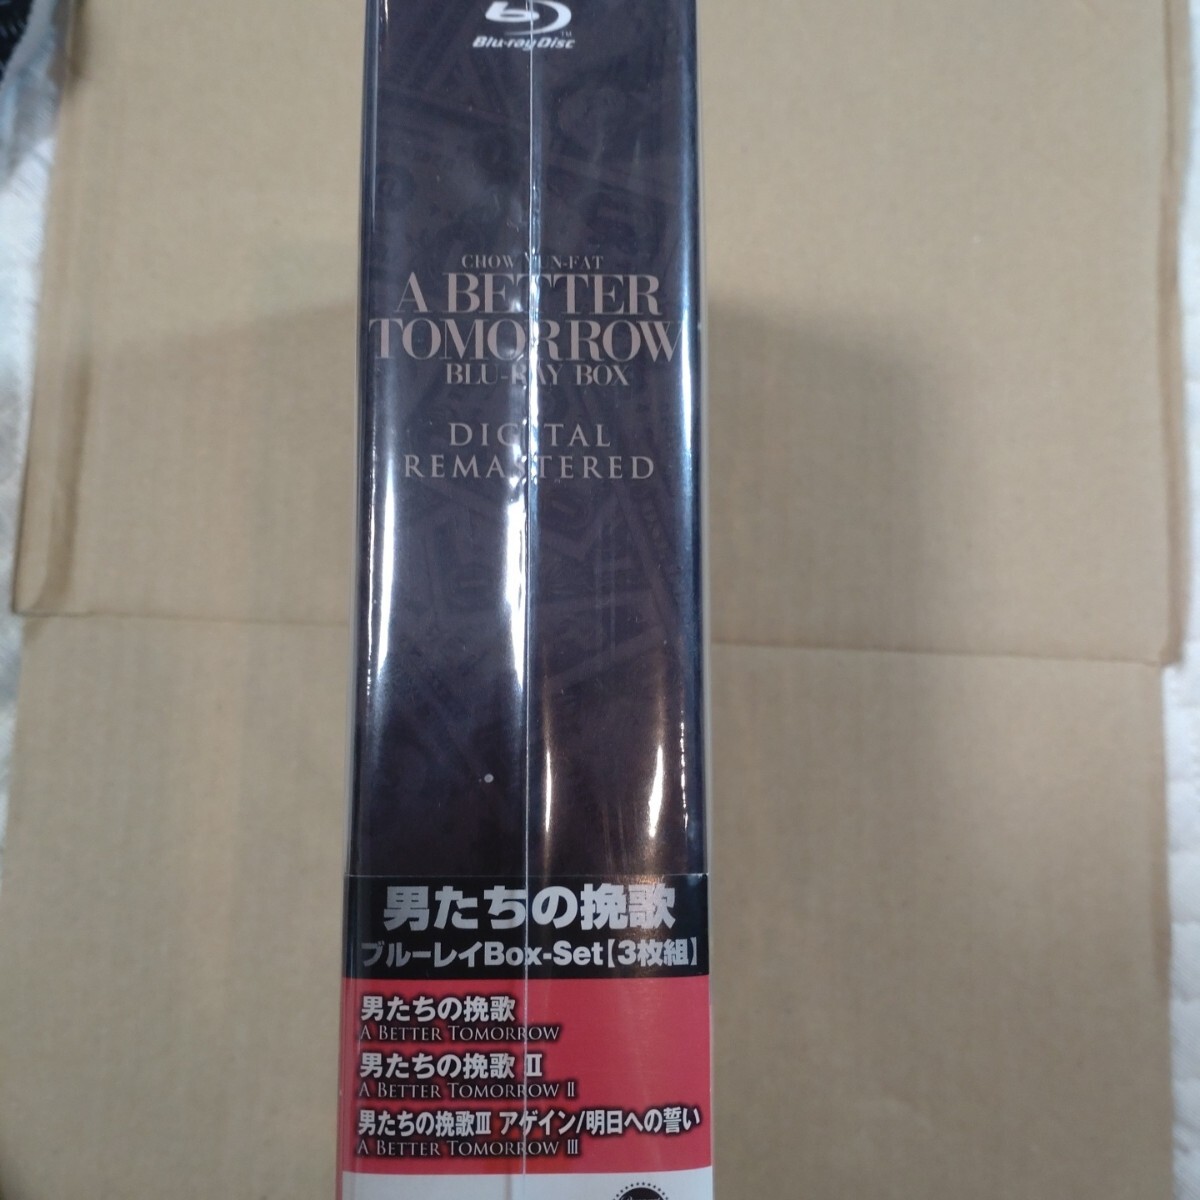 Blu-ray Disc
TM
CHOW YUN-FAT
A BETTER
TOMORROW
BLU-RAY BOX
DIGITAL
REMASTERED
男たちの挽歌
ブルーレイBox-Set【3枚組】
男たちの挽歌
A BETTER TOMORROW
男たちの挽歌 II
A BETTER TOMORROW II
男たちの挽歌III アゲイン/明日への誓い
A BETTER TOMORROW III